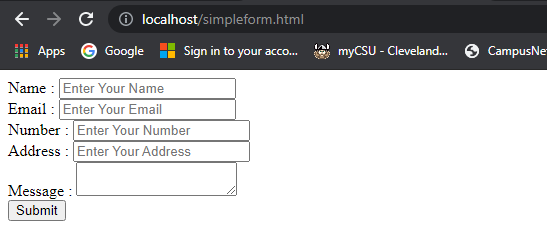 localhost/simpleform.html
Apps Google Sign in to your acco... myCSU - Cleveland... CampusNe
Name : Enter Your Name
Email : Enter Your Email
Number : Enter Your Number
Address : Enter Your Address
Message :
Submit